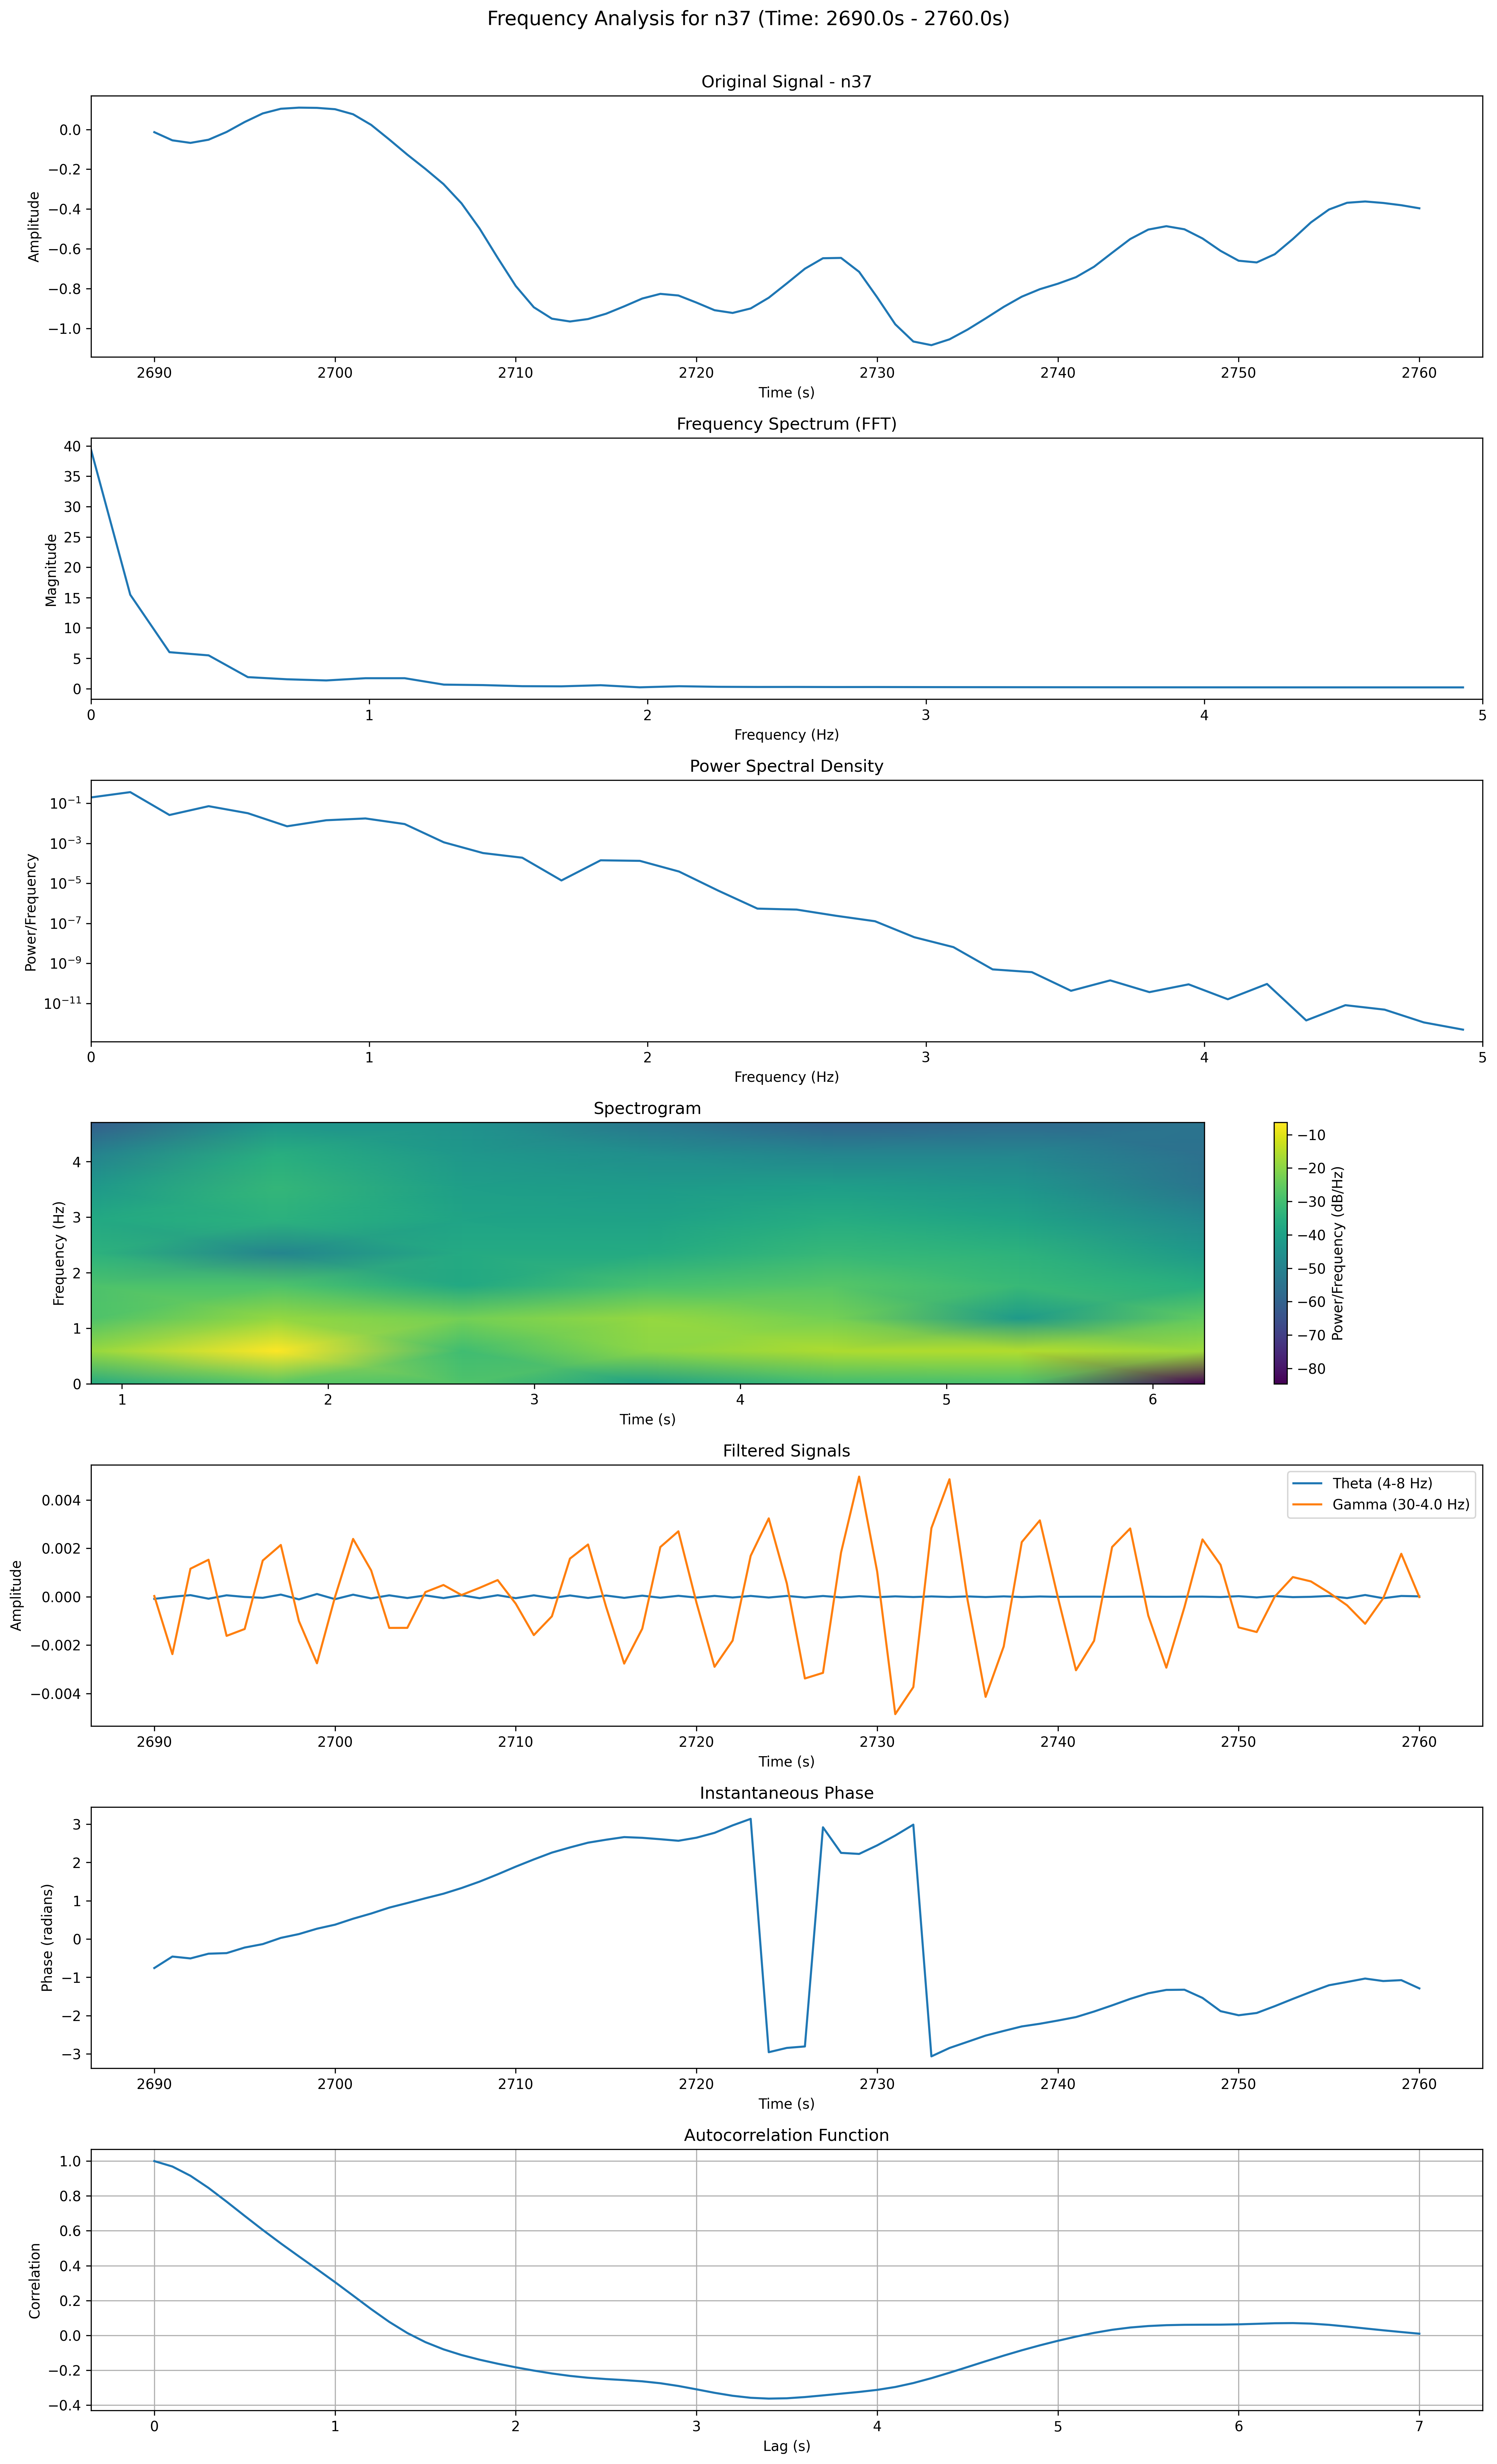 Frequency Analysis for n37 (Time: 2690.0s - 2760.0s)
Original Signal - n37
Amplitude
0.0
−0.2
−0.4
−0.6
−0.8
−1.0
2690 2700 2710 2720 2730 2740 2750 2760
Time (s)
Frequency Spectrum (FFT)
Magnitude
40
35
30
25
20
15
10
5
0
0 1 2 3 4 5
Frequency (Hz)
Power Spectral Density
Power/Frequency
10⁻¹
10⁻³
10⁻⁵
10⁻⁷
10⁻⁹
10⁻¹¹
0 1 2 3 4 5
Frequency (Hz)
Spectrogram
Frequency (Hz)
4
3
2
1
0
1 2 3 4 5 6
Time (s)
−10
−20
−30
−40
−50
−60
−70
−80
Power/Frequency (dB/Hz)
Filtered Signals
Amplitude
0.004
0.002
0.000
−0.002
−0.004
Theta (4-8 Hz)
Gamma (30-4.0 Hz)
2690 2700 2710 2720 2730 2740 2750 2760
Time (s)
Instantaneous Phase
Phase (radians)
3
2
1
0
−1
−2
−3
2690 2700 2710 2720 2730 2740 2750 2760
Time (s)
Autocorrelation Function
Correlation
1.0
0.8
0.6
0.4
0.2
0.0
−0.2
−0.4
0 1 2 3 4 5 6 7
Lag (s)